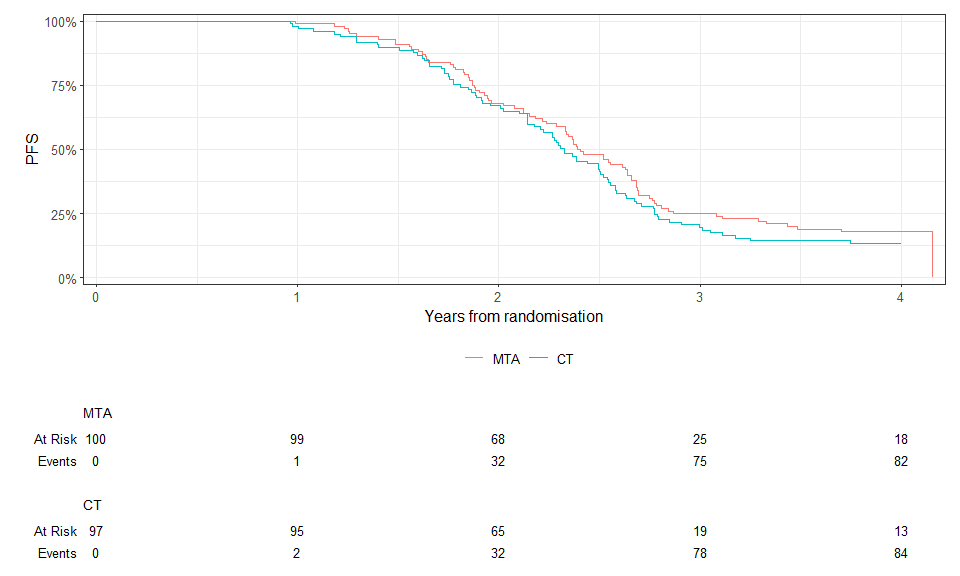 100%
75%
50%
25%
0%
PFS
0 1 2 3 4
Years from randomisation
MTA CT
MTA
At Risk 100 99 68 25 18
Events 0 1 32 75 82
CT
At Risk 97 95 65 19 13
Events 0 2 32 78 84